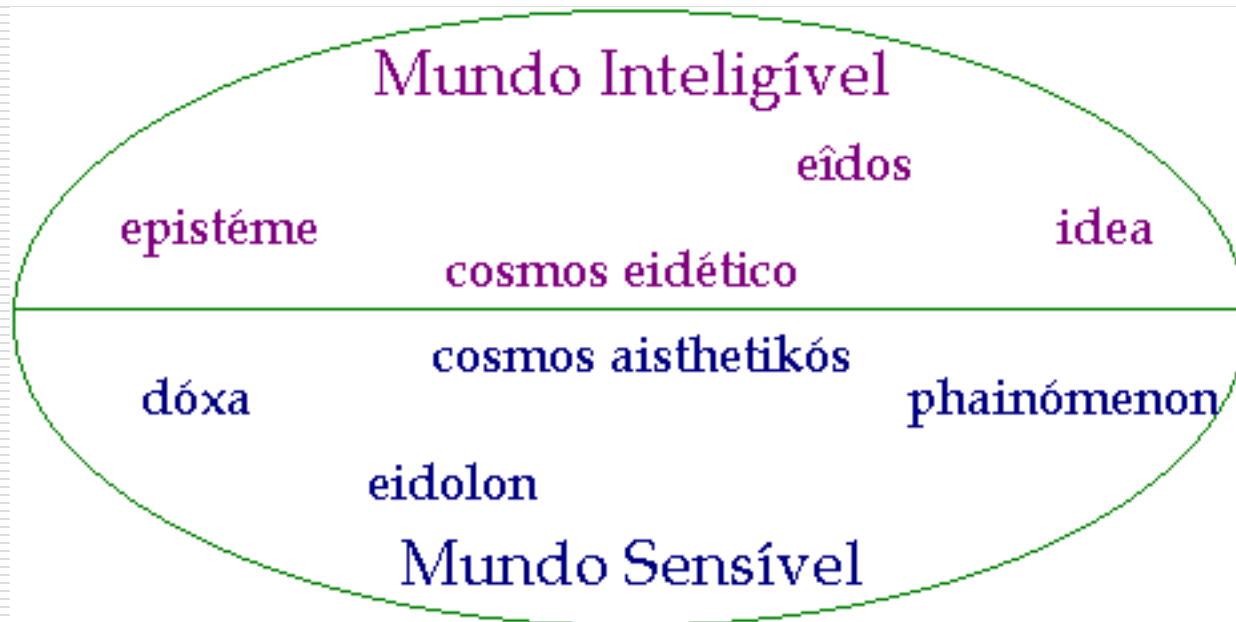 Mundo Inteligível
eîdos
epistéme
idea
cosmos eidético
cosmos aisthetikós
dóxa
phainómenon
eidolon
Mundo Sensível